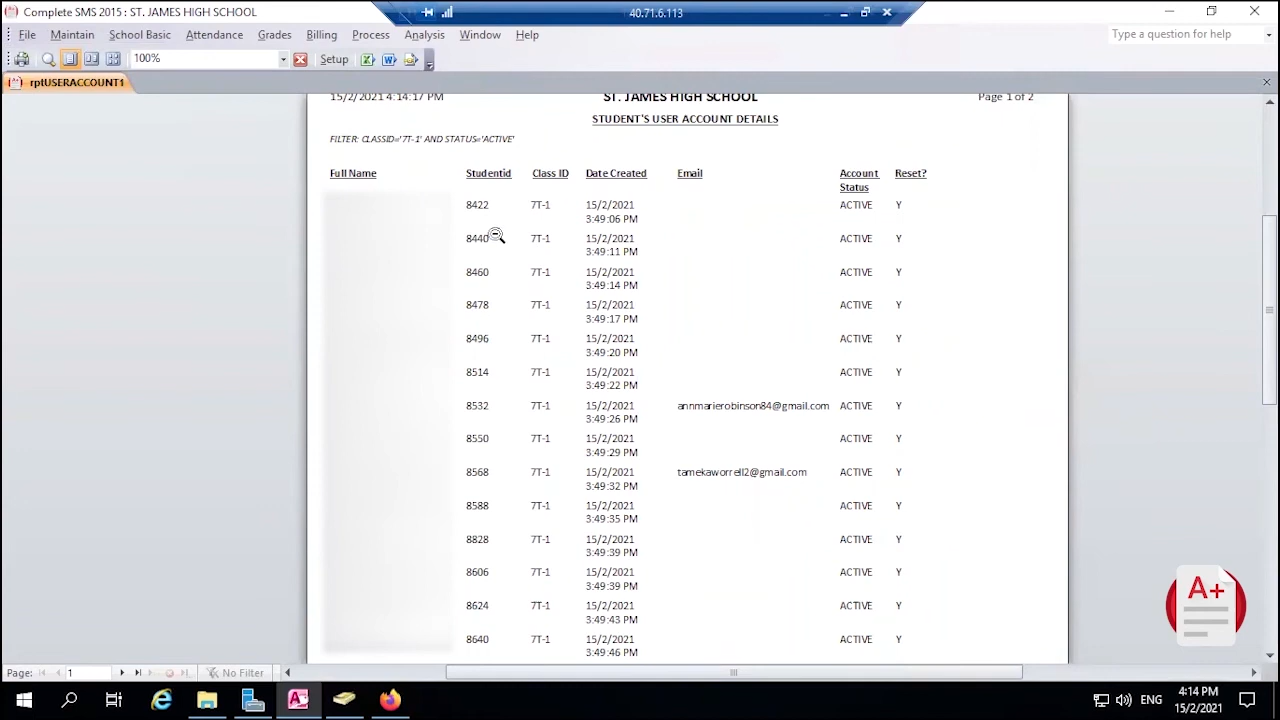 Complete SMS 2015 : ST. JAMES HIGH SCHOOL
40.71.6.113
File Maintain School Basic Attendance Grades Billing Process Analysis Window Help
Type a question for help
100%
Setup
rptUSERACCOUNT1
15/2/2021 4:14:17 PM ST. JAMES HIGH SCHOOL Page 1 of 2
STUDENT'S USER ACCOUNT DETAILS
FILTER: CLASSID='7T-1' AND STATUS='ACTIVE'
Full Name Studentid Class ID Date Created Email Account Status Reset?
8422 7T-1 15/2/2021 ACTIVE Y
3:49:06 PM
8440 7T-1 15/2/2021 ACTIVE Y
3:49:11 PM
8460 7T-1 15/2/2021 ACTIVE Y
3:49:14 PM
8478 7T-1 15/2/2021 ACTIVE Y
3:49:17 PM
8496 7T-1 15/2/2021 ACTIVE Y
3:49:20 PM
8514 7T-1 15/2/2021 ACTIVE Y
3:49:22 PM
8532 7T-1 15/2/2021 annmarierobinson84@gmail.com ACTIVE Y
3:49:26 PM
8550 7T-1 15/2/2021 ACTIVE Y
3:49:29 PM
8568 7T-1 15/2/2021 tamekaworrell2@gmail.com ACTIVE Y
3:49:32 PM
8588 7T-1 15/2/2021 ACTIVE Y
3:49:35 PM
8828 7T-1 15/2/2021 ACTIVE Y
3:49:39 PM
8606 7T-1 15/2/2021 ACTIVE Y
3:49:39 PM
8624 7T-1 15/2/2021 ACTIVE Y
3:49:43 PM
8640 7T-1 15/2/2021 ACTIVE Y
3:49:46 PM
A+
Page: 1 No Filter
ENG 4:14 PM
15/2/2021